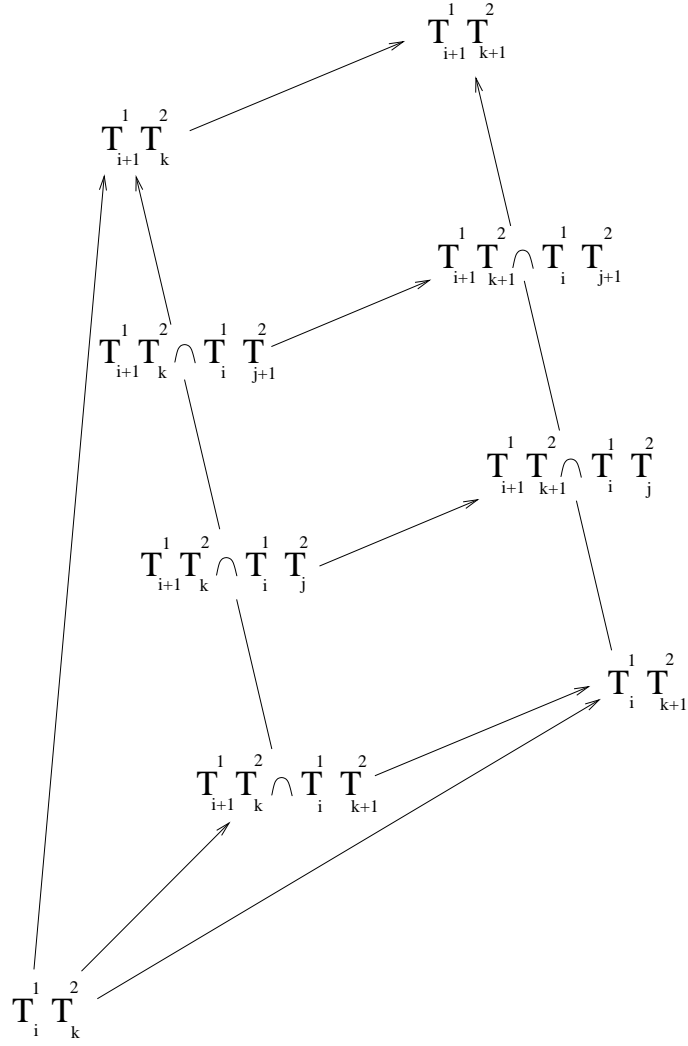 T^1_{i+1} T^2_{k+1}
T^1_{i+1} T^2_k
T^1_{i+1} T^2_{k+1} ∩ T^1_i T^2_{j+1}
T^1_{i+1} T^2_k ∩ T^1_i T^2_{j+1}
T^1_{i+1} T^2_{k+1} ∩ T^1_i T^2_j
T^1_{i+1} T^2_k ∩ T^1_i T^2_j
T^1_i T^2_{k+1}
T^1_{i+1} T^2_k ∩ T^1_i T^2_{k+1}
T^1_i T^2_k